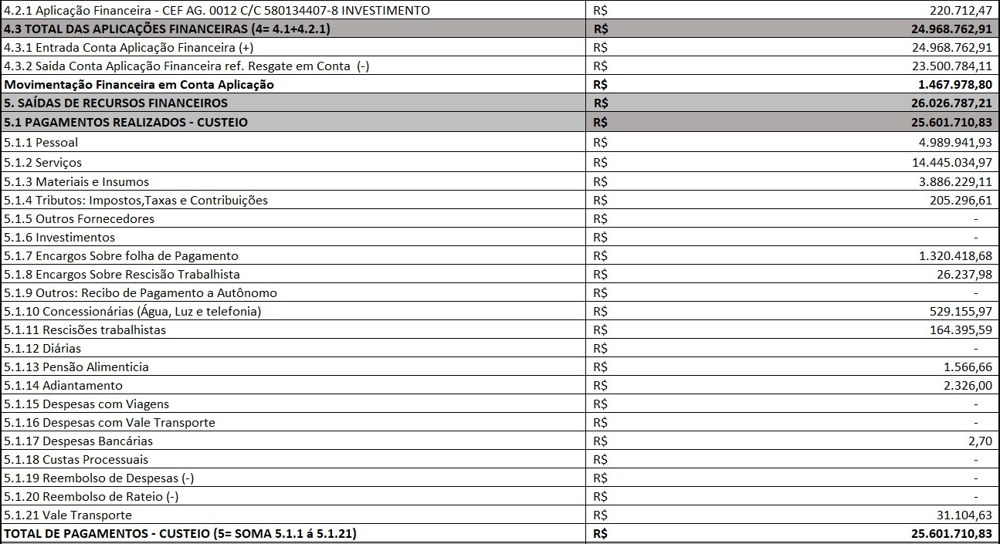 4.2.1 Aplicação Financeira - CEF AG. 0012 C/C 580134407-8 INVESTIMENTO R$ 220.712,47
4.3 TOTAL DAS APLICAÇÕES FINANCEIRAS (4= 4.1+4.2.1) R$ 24.968.762,91
4.3.1 Entrada Conta Aplicação Financeira (+) R$ 24.968.762,91
4.3.2 Saida Conta Aplicação Financeira ref. Resgate em Conta (-) R$ 23.500.784,11
Movimentação Financeira em Conta Aplicação R$ 1.467.978,80
5. SAÍDAS DE RECURSOS FINANCEIROS R$ 26.026.787,21
5.1 PAGAMENTOS REALIZADOS - CUSTEIO R$ 25.601.710,83
5.1.1 Pessoal R$ 4.989.941,93
5.1.2 Serviços R$ 14.445.034,97
5.1.3 Materiais e Insumos R$ 3.886.229,11
5.1.4 Tributos: Impostos,Taxas e Contribuições R$ 205.296,61
5.1.5 Outros Fornecedores R$ -
5.1.6 Investimentos R$ -
5.1.7 Encargos Sobre folha de Pagamento R$ 1.320.418,68
5.1.8 Encargos Sobre Rescisão Trabalhista R$ 26.237,98
5.1.9 Outros: Recibo de Pagamento a Autônomo R$ -
5.1.10 Concessionárias (Água, Luz e telefonia) R$ 529.155,97
5.1.11 Rescisões trabalhistas R$ 164.395,59
5.1.12 Diárias R$ -
5.1.13 Pensão Alimenticia R$ 1.566,66
5.1.14 Adiantamento R$ 2.326,00
5.1.15 Despesas com Viagens R$ -
5.1.16 Despesas com Vale Transporte R$ -
5.1.17 Despesas Bancárias R$ 2,70
5.1.18 Custas Processuais R$ -
5.1.19 Reembolso de Despesas (-) R$ -
5.1.20 Reembolso de Rateio (-) R$ -
5.1.21 Vale Transporte R$ 31.104,63
TOTAL DE PAGAMENTOS - CUSTEIO (5= SOMA 5.1.1 á 5.1.21) R$ 25.601.710,83